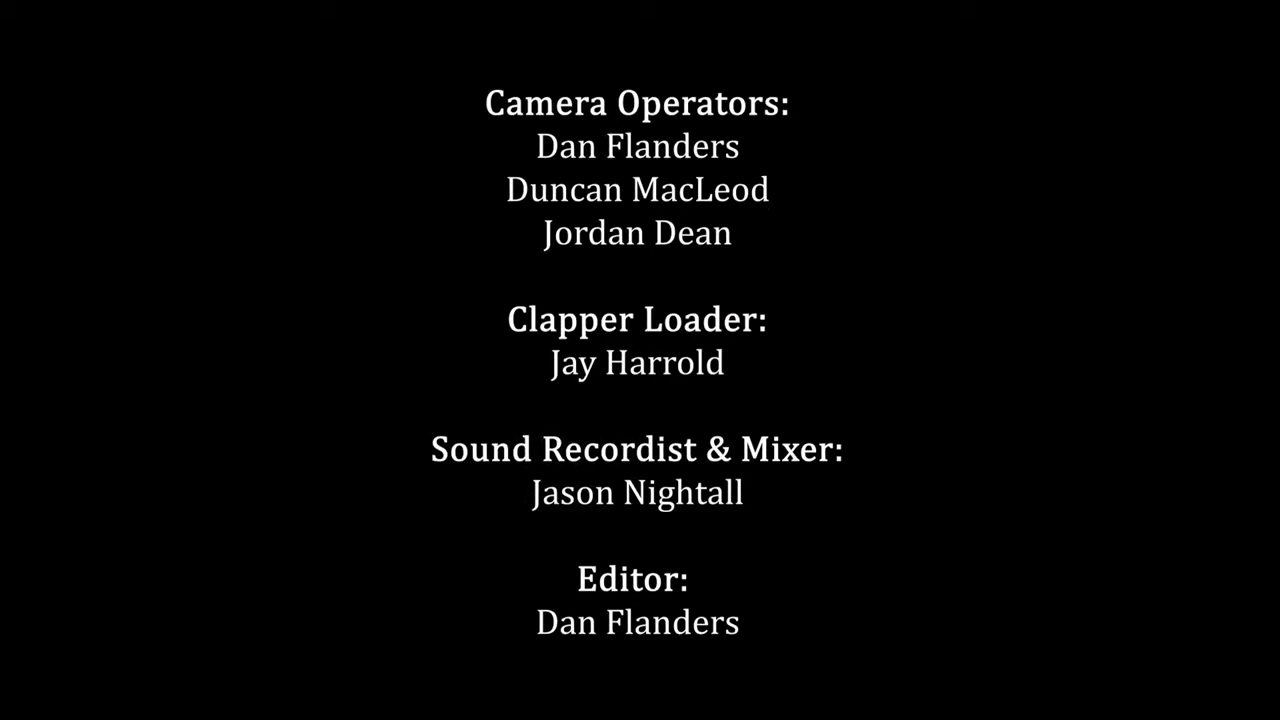 Camera Operators:
Dan Flanders
Duncan MacLeod
Jordan Dean
Clapper Loader:
Jay Harrold
Sound Recordist & Mixer:
Jason Nightall
Editor:
Dan Flanders